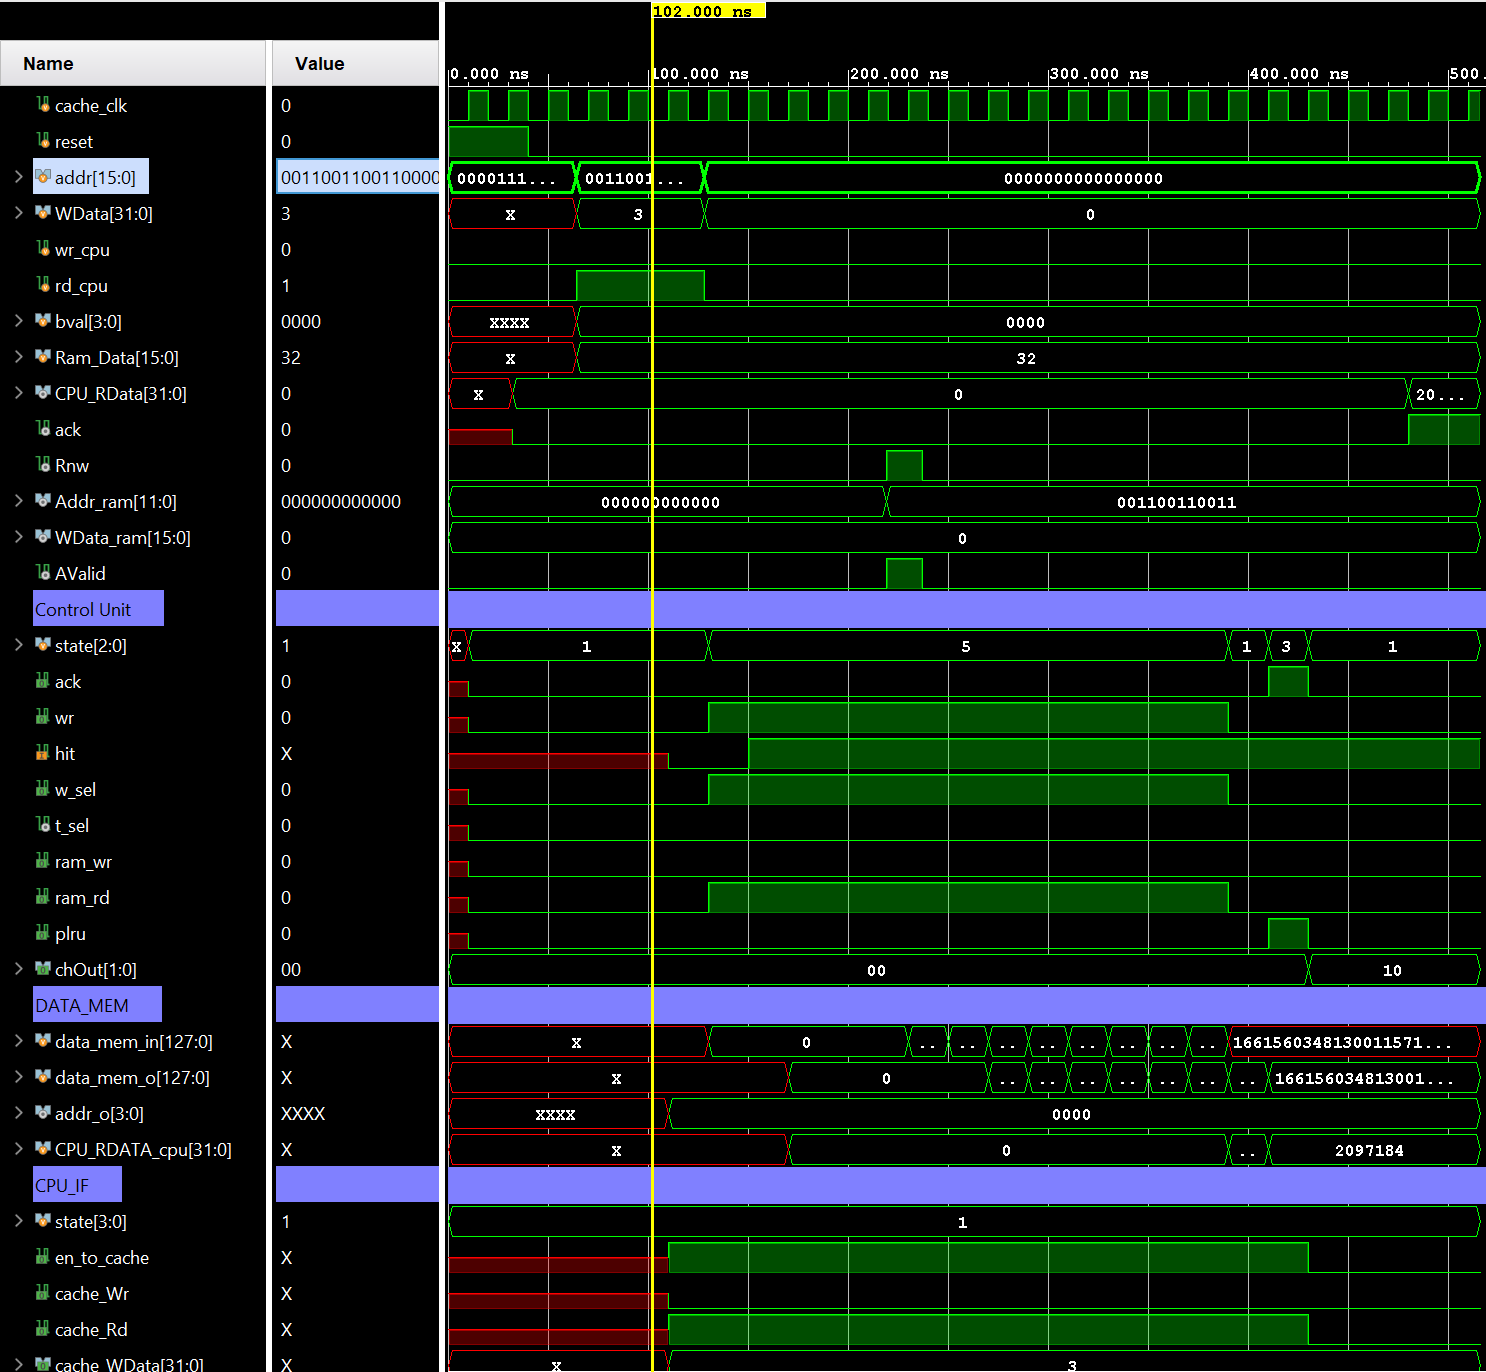 102.000 ns
Name Value 0.000 ns 100.000 ns 200.000 ns 300.000 ns 400.000 ns 500.
cache_clk 0
reset 0
addr[15:0] 0011001100110000 0000111... 0011001... 0000000000000000
WData[31:0] 3 X 3 0
wr_cpu 0
rd_cpu 1
bval[3:0] 0000 XXXX 0000
Ram_Data[15:0] 32 X 32
CPU_RData[31:0] 0 X 0 20...
ack 0
Rnw 0
Addr_ram[11:0] 000000000000 000000000000 001100110011
WData_ram[15:0] 0 0
AValid 0
Control Unit
state[2:0] 1 X 1 5 1 3 1
ack 0
wr 0
hit X
w_sel 0
t_sel 0
ram_wr 0
ram_rd 0
plru 0
chOut[1:0] 00 00 10
DATA_MEM
data_mem_in[127:0] X X 0 .. .. .. .. .. .. .. .. 1661560348130011571...
data_mem_o[127:0] X X 0 .. .. .. .. .. .. .. 166156034813001...
addr_o[3:0] XXXX XXXX 0000
CPU_RDATA_cpu[31:0] X X 0 .. 2097184
CPU_IF
state[3:0] 1 1
en_to_cache X
cache_Wr X
cache_Rd X
cache_WData[31:0] X X 3